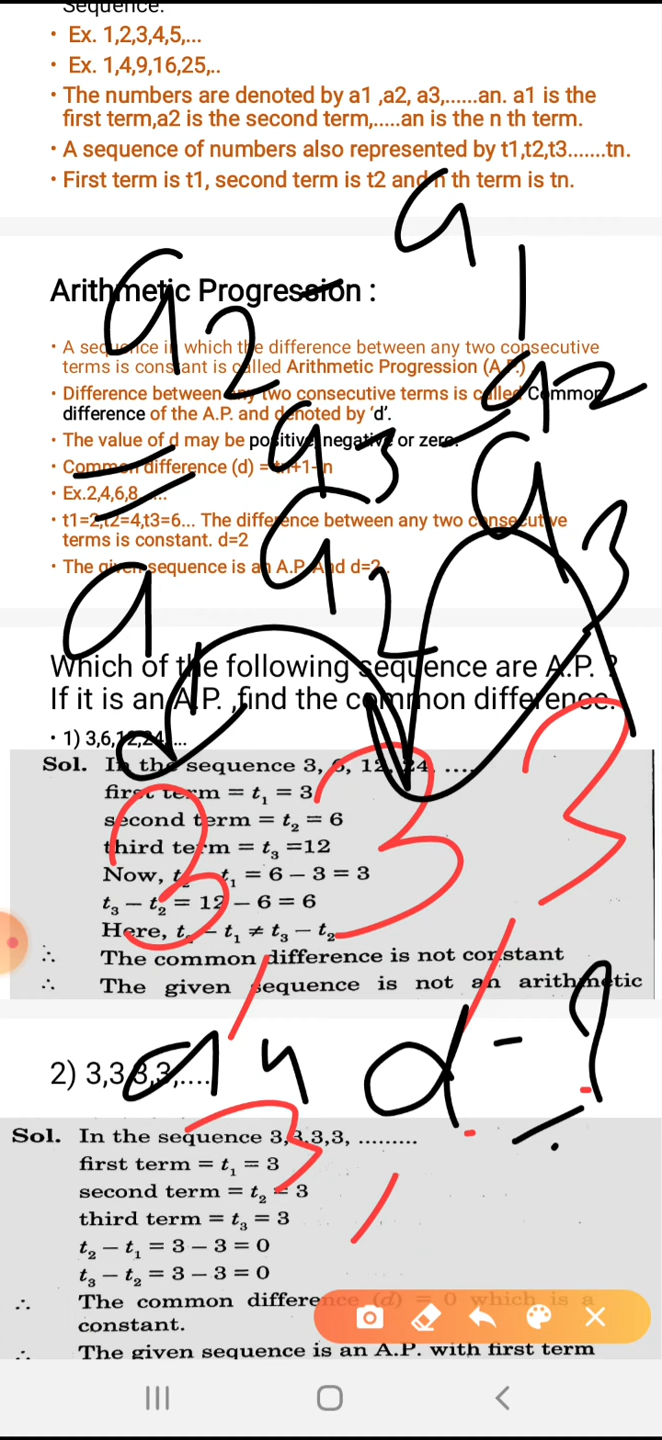 Sequence:
• Ex. 1,2,3,4,5,...
• Ex. 1,4,9,16,25,..
• The numbers are denoted by a1 ,a2, a3,......an. a1 is the
first term,a2 is the second term,.....an is the n th term.
• A sequence of numbers also represented by t1,t2,t3.......tn.
• First term is t1, second term is t2 and n th term is tn.
a1
Arithmetic Progression :
a2
• A sequence in which the difference between any two consecutive
terms is constant is called Arithmetic Progression (A.P.)
• Difference between any two consecutive terms is called Common
difference of the A.P. and denoted by 'd'.
– a2
• The value of d may be positive, negative or zero.
= a3
• Common difference (d) = tn+1-tn
• Ex.2,4,6,8,....
a3
• t1=2,t2=4,t3=6... The difference between any two consecutive
terms is constant. d=2
• The given sequence is an A.P. And d=2.
a a2
Which of the following sequence are A.P. ?
If it is an A.P. ,find the common difference.
• 1) 3,6,12,24,...
Sol. In the sequence 3, 6, 12, 24, ....
first term = t₁ = 3
second term = t₂ = 6
third term = t₃ =12
3, 3, 3
Now, t₂ – t₁ = 6 – 3 = 3
t₃ – t₂ = 12 – 6 = 6
Here, t₂ – t₁ ≠ t₃ – t₂
∴ The common difference is not constant
∴ The given sequence is not an arithmetic
d = ?
2) 3,3,3,3,....
Sol. In the sequence 3,3,3,3, .........
first term = t₁ = 3
3,
second term = t₂ = 3
third term = t₃ = 3
t₂ – t₁ = 3 – 3 = 0
t₃ – t₂ = 3 – 3 = 0
∴ The common difference (d) = 0 which is a
constant.
∴ The given sequence is an A.P. with first term